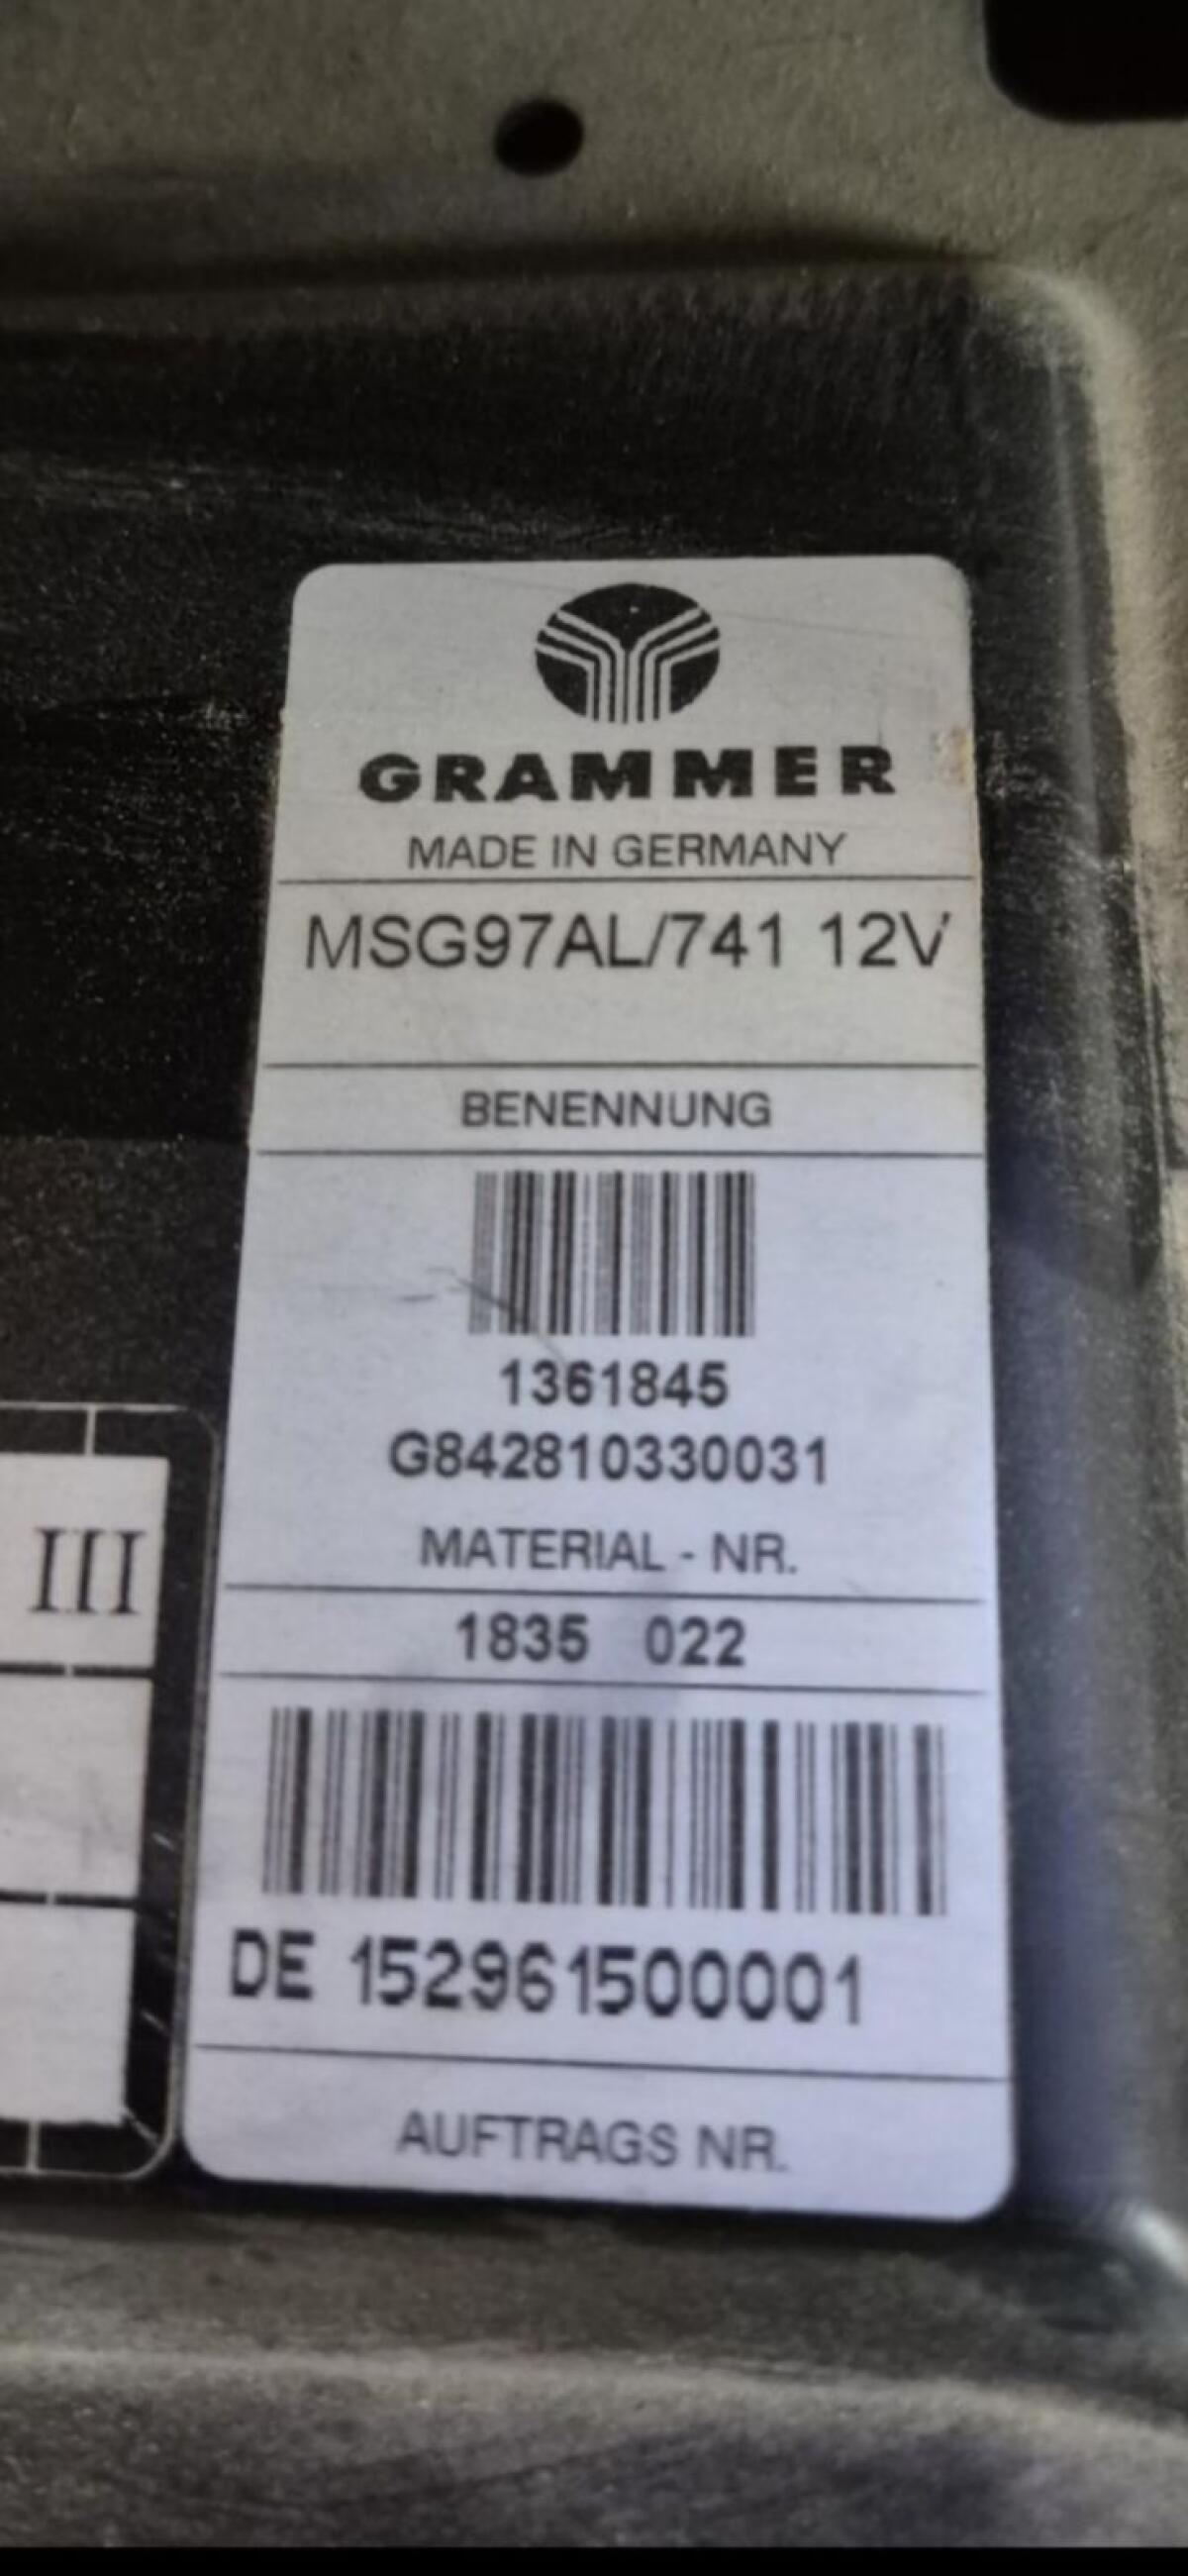 GRAMMER
MADE IN GERMANY
MSG97AL/741 12V
BENENNUNG
1361845
G842810330031
MATERIAL - NR.
III
1835 022
DE 152961500001
AUFTRAGS NR.